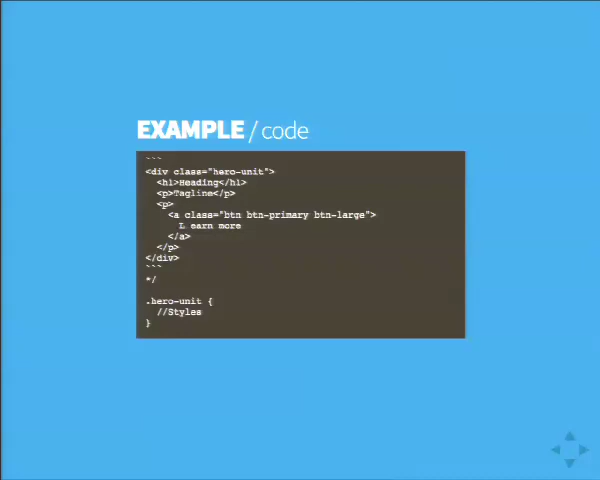 EXAMPLE / code
```
<div class="hero-unit">
  <h1>Heading</h1>
  <p>Tagline</p>
  <p>
    <a class="btn btn-primary btn-large">
      L earn more
    </a>
  </p>
</div>
```
*/

.hero-unit {
  //Styles
}